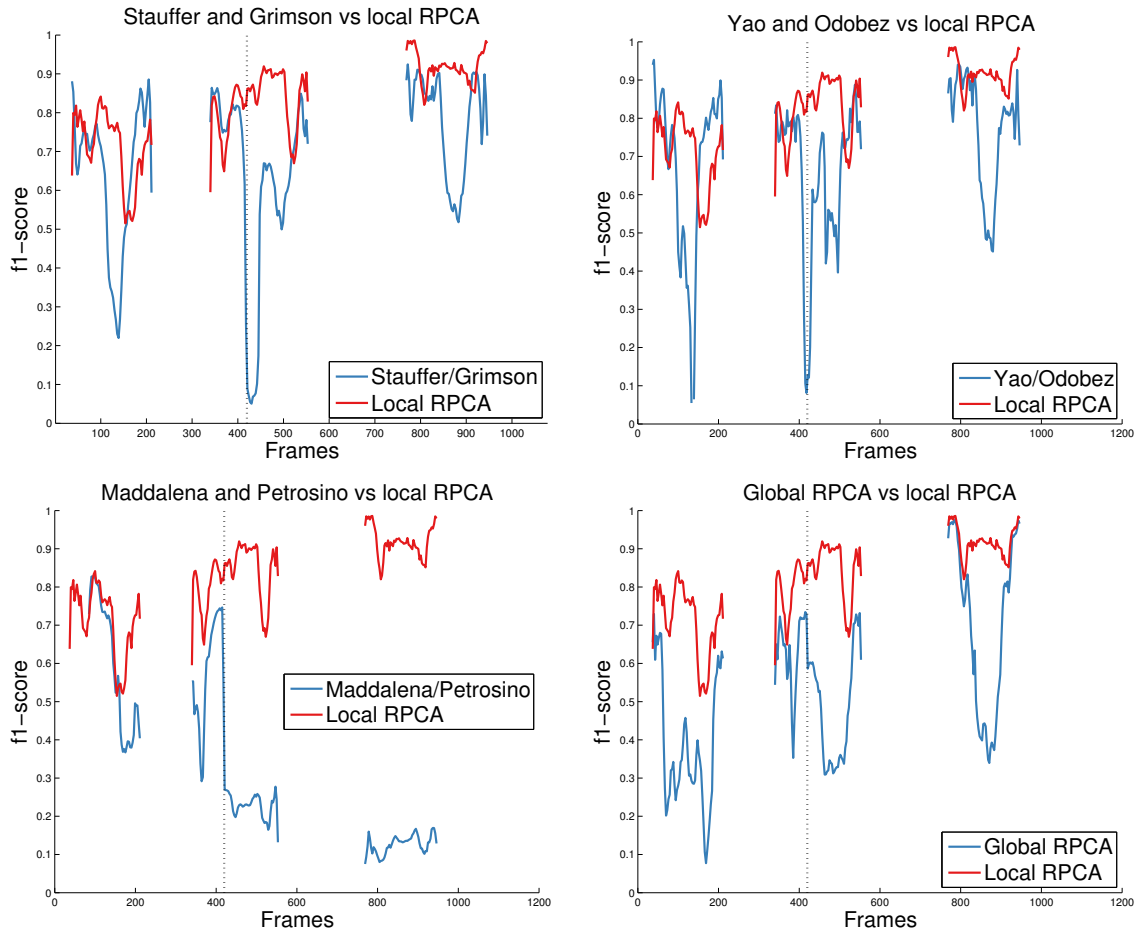 Stauffer and Grimson vs local RPCA
1
0.9
0.8
0.7
0.6
0.5
0.4
0.3
0.2
0.1
0
f1-score
100 200 300 400 500 600 700 800 900 1000
Frames
Stauffer/Grimson
Local RPCA
Yao and Odobez vs local RPCA
1
0.9
0.8
0.7
0.6
0.5
0.4
0.3
0.2
0.1
0
f1-score
0 200 400 600 800 1000 1200
Frames
Yao/Odobez
Local RPCA
Maddalena and Petrosino vs local RPCA
1
0.9
0.8
0.7
0.6
0.5
0.4
0.3
0.2
0.1
0
f1-score
0 200 400 600 800 1000 1200
Frames
Maddalena/Petrosino
Local RPCA
Global RPCA vs local RPCA
1
0.9
0.8
0.7
0.6
0.5
0.4
0.3
0.2
0.1
0
f1-score
0 200 400 600 800 1000 1200
Frames
Global RPCA
Local RPCA